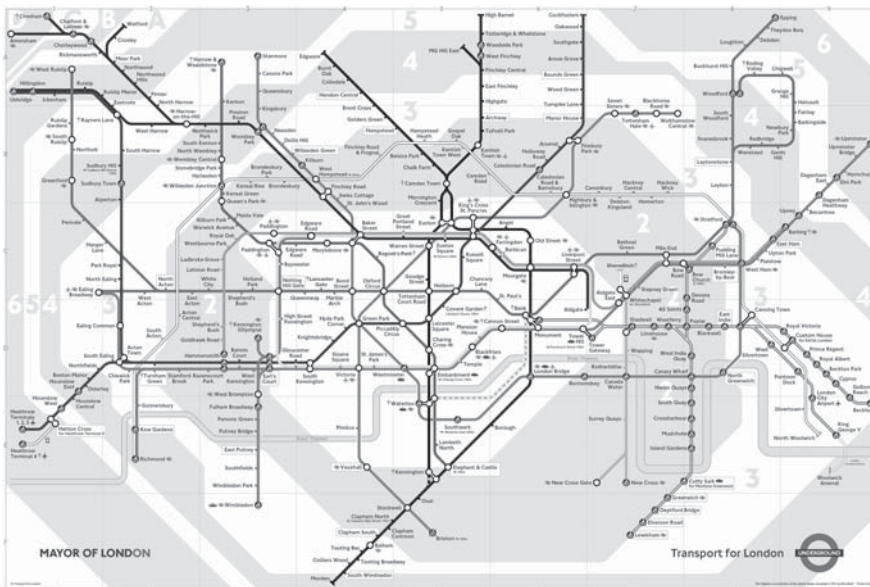 Chesham
Chalfont &
Latimer
Amersham
Chorleywood
Rickmansworth
Watford
Croxley
Moor Park
Northwood
Northwood
Hills
Pinner
North Harrow
Harrow-
on-the-Hill
West Ruislip
Hillingdon
Ruislip
Ruislip Manor
Eastcote
Uxbridge
Ickenham
Rayners Lane
West Harrow
Ruislip
Gardens
South Ruislip
Northolt
Greenford
Perivale
South Harrow
Sudbury Hill
Sudbury Town
Alperton
Hanger
Lane
Park Royal
North Ealing
Ealing
Broadway
Ealing Common
South Ealing
Northfields
Boston Manor
Osterley
Hounslow
East
Hounslow Central
Hounslow
West
Hatton Cross
Heathrow
Terminals
1, 2, 3
Heathrow
Terminal 4
Harrow &
Wealdstone
Kenton
Preston
Road
Northwick
Park
South Kenton
North Wembley
Wembley Central
Stonebridge Park
Harlesden
Willesden Junction
Kensal Green
Queen's Park
Kilburn Park
Warwick Avenue
Maida Vale
Royal Oak
Westbourne Park
Ladbroke Grove
Latimer Road
White
City
Stanmore
Canons Park
Queensbury
Kingsbury
Wembley
Park
Neasden
Dollis Hill
Willesden Green
Kilburn
West
Hampstead
Finchley Road
Swiss Cottage
St. John's Wood
Edgware
Burnt
Oak
Colindale
Hendon Central
Brent Cross
Golders Green
Hampstead
Belsize Park
Chalk Farm
Camden Town
Mornington
Crescent
Euston
High Barnet
Totteridge & Whetstone
Woodside Park
West Finchley
Mill Hill East
Finchley Central
East Finchley
Highgate
Archway
Tufnell Park
Kentish
Town
Cockfosters
Oakwood
Southgate
Arnos Grove
Bounds Green
Wood Green
Turnpike Lane
Manor House
Finsbury
Park
Arsenal
Holloway
Road
Caledonian Road
King's Cross
St. Pancras
Seven
Sisters
Tottenham
Hale
Blackhorse
Road
Walthamstow
Central
Epping
Theydon Bois
Debden
Loughton
Buckhurst Hill
Roding
Valley
Chigwell
Grange
Hill
Hainault
Fairlop
Barkingside
Newbury
Park
Gants
Hill
Redbridge
Wanstead
Woodford
South
Woodford
Snaresbrook
Leytonstone
Leyton
Stratford
Upminster
Upminster
Bridge
Hornchurch
Elm Park
Dagenham East
Dagenham
Heathway
Becontree
Upney
Barking
East Ham
Upton Park
Plaistow
West Ham
Bromley-
by-Bow
Bow
Road
Mile End
Bethnal
Green
Stepney Green
Whitechapel
Aldgate
East
Aldgate
Liverpool
Street
Moorgate
Old Street
Angel
Farringdon
Barbican
St. Paul's
Bank
Monument
Tower
Hill
Tower
Gateway
Cannon Street
Mansion
House
Blackfriars
Temple
Embankment
Charing
Cross
Leicester
Square
Covent Garden
Holborn
Chancery
Lane
Russell
Square
Euston
Square
Warren Street
Great
Portland
Street
Regent's Park
Baker
Street
Marylebone
Edgware
Road
Paddington
Bayswater
Notting
Hill Gate
Lancaster
Gate
Queensway
Marble
Arch
Bond
Street
Oxford
Circus
Tottenham
Court Road
Goodge
Street
Green Park
Piccadilly
Circus
Hyde Park
Corner
Knightsbridge
High Street
Kensington
Gloucester
Road
South
Kensington
Sloane
Square
Victoria
St. James's
Park
Westminster
Waterloo
Southwark
London Bridge
Borough
Lambeth
North
Elephant & Castle
Kennington
Pimlico
Vauxhall
Stockwell
Oval
Clapham North
Clapham
Common
Clapham South
Balham
Tooting Bec
Tooting Broadway
Colliers Wood
South Wimbledon
Morden
Brixton
Holland
Park
Shepherd's
Bush
East
Acton
North
Acton
West
Acton
Goldhawk Road
Hammersmith
Barons
Court
Earl's
Court
Kensington
(Olympia)
West
Kensington
Ravenscourt
Park
Stamford
Brook
Turnham
Green
Chiswick
Park
Acton
Town
South
Acton
Acton Central
Gunnersbury
Kew Gardens
Richmond
West Brompton
Fulham Broadway
Parsons Green
Putney Bridge
East Putney
Southfields
Wimbledon Park
Wimbledon
Bermondsey
Canada
Water
Rotherhithe
Wapping
Shadwell
Limehouse
Westferry
Poplar
Blackwall
East
India
Canning Town
All Saints
Devons
Road
Pudding
Mill Lane
West India
Quay
Canary Wharf
Heron Quays
South Quay
Crossharbour
Mudchute
Island Gardens
Cutty Sark
Greenwich
Deptford Bridge
Elverson Road
Lewisham
Surrey Quays
New Cross Gate
New Cross
North
Greenwich
Royal Victoria
Custom House
Prince Regent
Royal Albert
Beckton Park
Cyprus
West
Silvertown
Pontoon
Dock
London
City
Airport
Silvertown
North Woolwich
King
George V
Woolwich
Arsenal
Hampstead
Heath
Gospel
Oak
Kentish
Town West
Camden
Road
Caledonian
Road &
Barnsbury
Highbury &
Islington
Canonbury
Dalston
Kingsland
Hackney
Central
Homerton
Hackney
Wick
Finchley Road
& Frognal
Brondesbury
Brondesbury
Park
Kensal Rise
MAYOR OF LONDON
Transport for London
UNDERGROUND